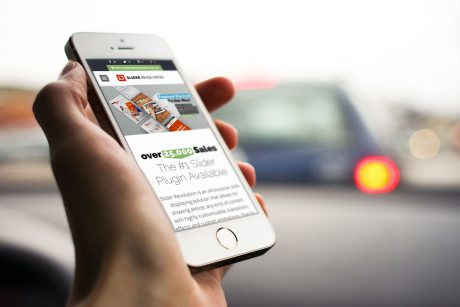 SLIDER REVOLUTION
over 25,000 Sales
The #1 Slider
Plugin Available
Slider Revolution is an all-purpose slide
displaying solution that allows for
showing almost any kind of content
with highly customizable, transitions,
effects and custom animations.